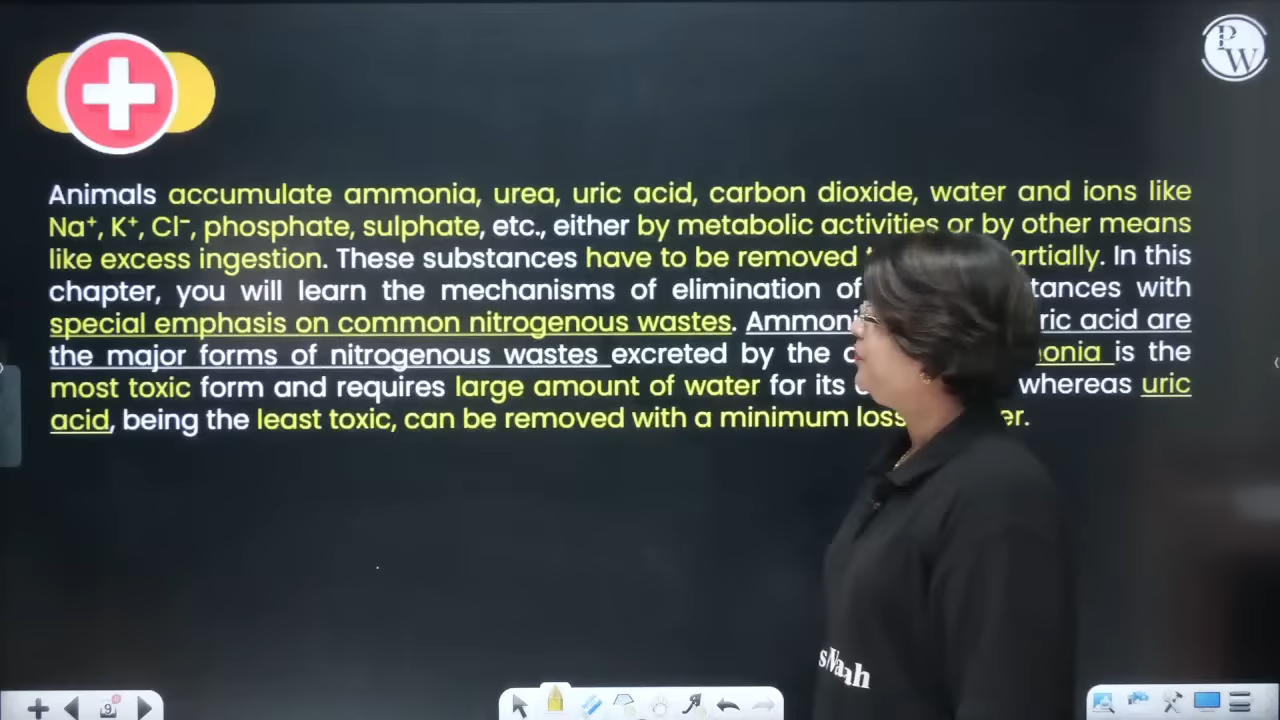 PW
Animals accumulate ammonia, urea, uric acid, carbon dioxide, water and ions like
Na⁺, K⁺, Cl⁻, phosphate, sulphate, etc., either by metabolic activities or by other means
like excess ingestion. These substances have to be removed artially. In this
chapter, you will learn the mechanisms of elimination of tances with
special emphasis on common nitrogenous wastes. Ammoni ric acid are
the major forms of nitrogenous wastes excreted by the onia is the
most toxic form and requires large amount of water for its whereas uric
acid, being the least toxic, can be removed with a minimum loss er.
9